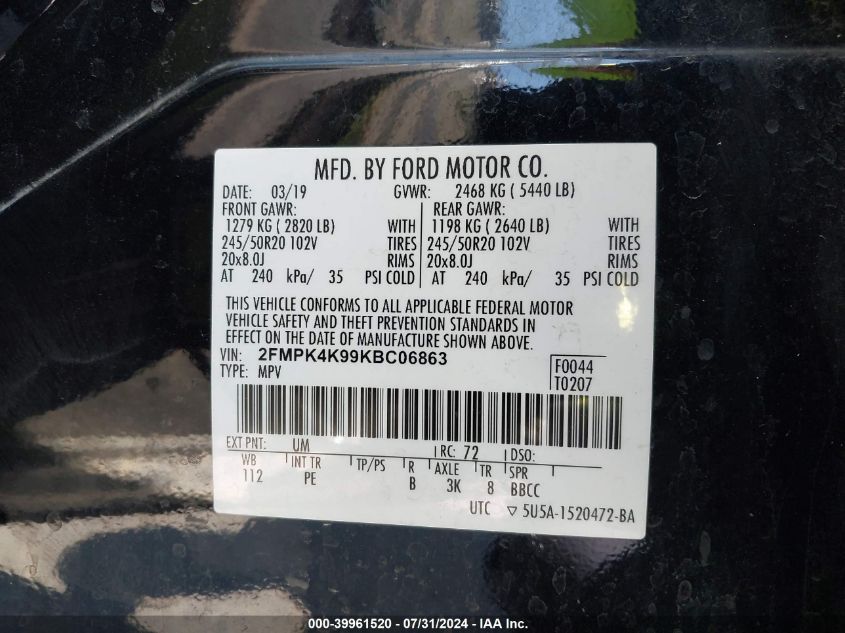 MFD. BY FORD MOTOR CO.
DATE: 03/19 GVWR: 2468 KG ( 5440 LB)
FRONT GAWR: REAR GAWR:
1279 KG ( 2820 LB) WITH 1198 KG ( 2640 LB) WITH
245/50R20 102V TIRES 245/50R20 102V TIRES
20x8.0J RIMS 20x8.0J RIMS
AT 240 kPa/ 35 PSI COLD AT 240 kPa/ 35 PSI COLD
THIS VEHICLE CONFORMS TO ALL APPLICABLE FEDERAL MOTOR
VEHICLE SAFETY AND THEFT PREVENTION STANDARDS IN
EFFECT ON THE DATE OF MANUFACTURE SHOWN ABOVE.
VIN: 2FMPK4K99KBC06863
TYPE: MPV
F0044
T0207
EXT PNT: UM RC: 72 DSO:
WB INT TR TP/PS R AXLE TR SPR
112 PE B 3K 8 BBCC
UTC ▽ 5U5A-1520472-BA
000-39961520 - 07/31/2024 - IAA Inc.